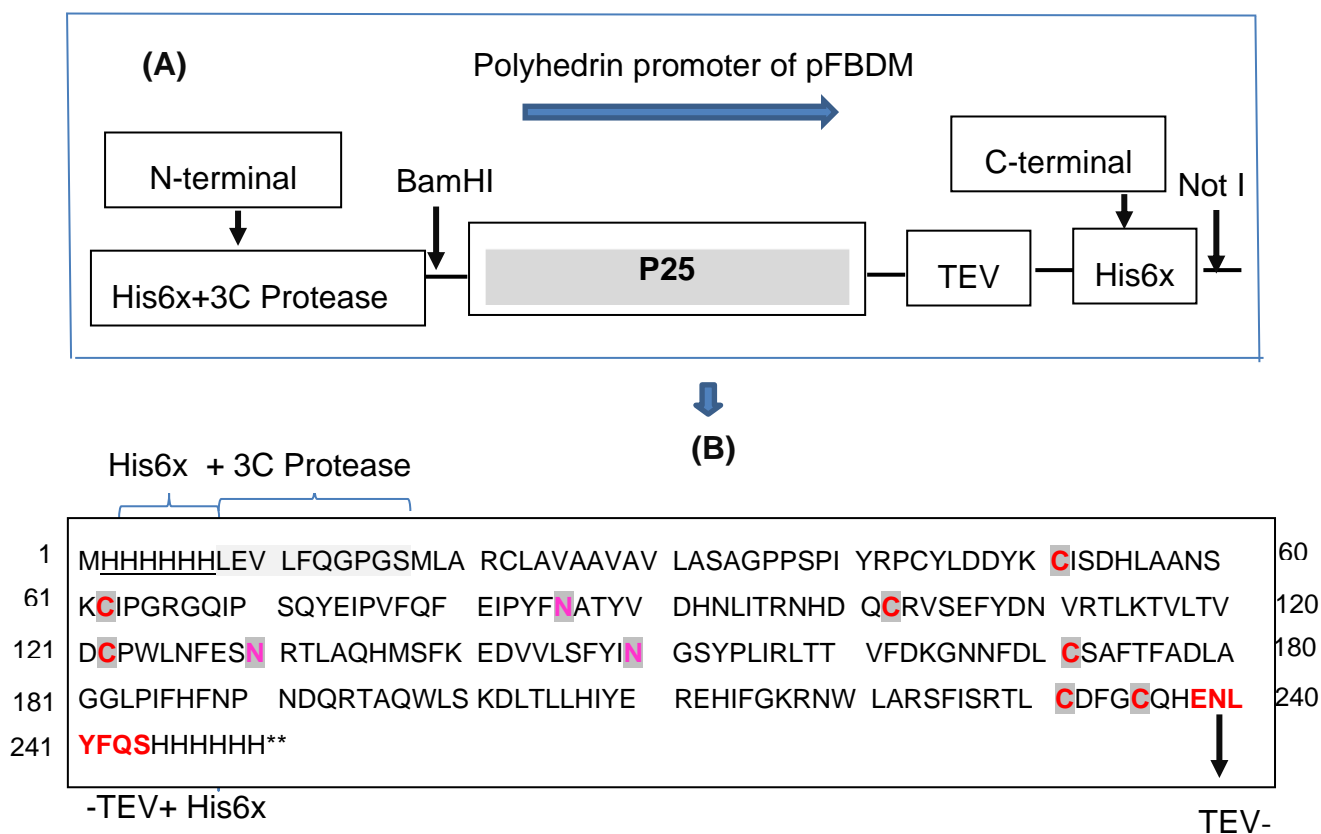 (A)
Polyhedrin promoter of pFBDM
N-terminal
BamHI
C-terminal
Not I
His6x+3C Protease
P25
TEV
His6x
(B)
His6x + 3C Protease
1 MHHHHHHLEV LFQGPGSMLA RCLAVAAVAV LASAGPPSPI YRPCYLDDYK CISDHLAANS 60
61 KCIPGRGQIP SQYEIPVFQF EIPYFNATYV DHNLITRNHD QCRVSEFYDN VRTLKTVLTV 120
121 DCPWLNFESN RTLAQHMSFK EDVVLSFYIN GSYPLIRLTT VFDKGNNFDL CSAFTFADLA 180
181 GGLPIFHFNP NDQRTAQWLS KDLTLLHIYE REHIFGKRNW LARSFISRTL CDFGCQHENL 240
241 YFQSHHHHHH**
-TEV+ His6x
TEV-